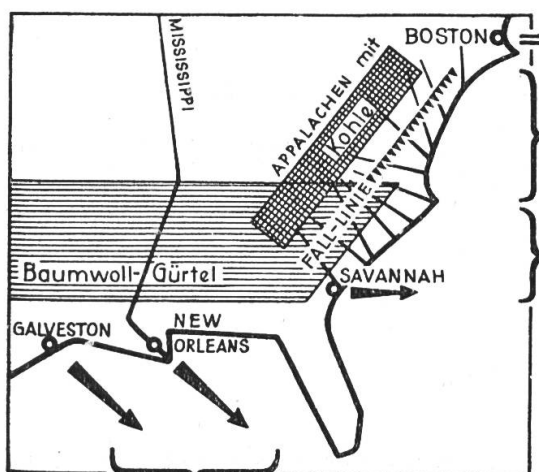 BOSTON
MISSISSIPPI
APPALACHEN mit
Kohle
FALL-LINIE
Baumwoll-Gürtel
SAVANNAH
GALVESTON
NEW
ORLEANS